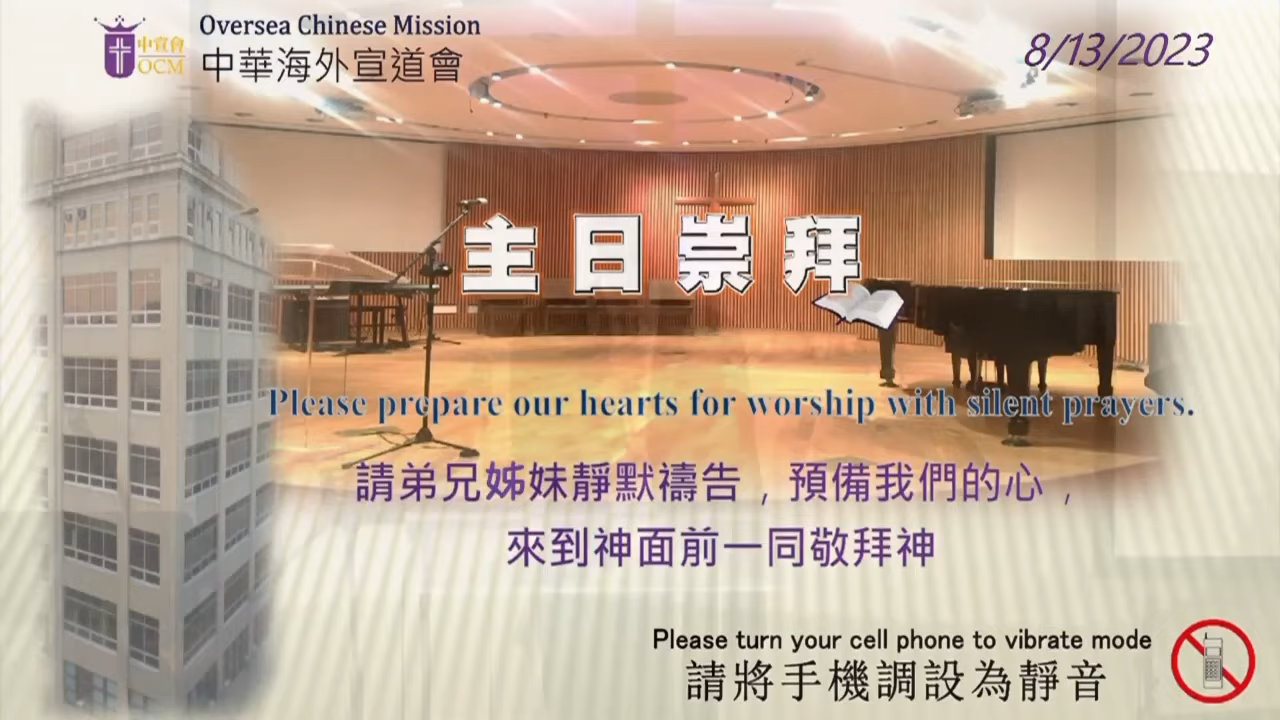 中宣會
OCM
Oversea Chinese Mission
中華海外宣道會
8/13/2023
主日崇拜
Please prepare our hearts for worship with silent prayers.
請弟兄姊妹靜默禱告，預備我們的心，
來到神面前一同敬拜神
Please turn your cell phone to vibrate mode
請將手機調設為靜音